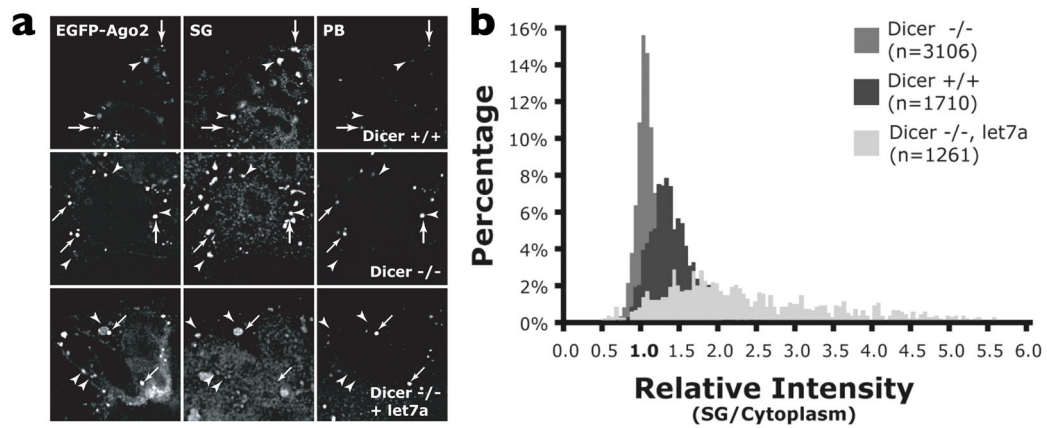 a
EGFP-Ago2 SG PB
Dicer +/+
Dicer -/-
Dicer -/-
+ let7a
b
Percentage
16%
14%
12%
10%
8%
6%
4%
2%
0%
Dicer -/-
(n=3106)
Dicer +/+
(n=1710)
Dicer -/-, let7a
(n=1261)
0.0 0.5 1.0 1.5 2.0 2.5 3.0 3.5 4.0 4.5 5.0 5.5 6.0
Relative Intensity
(SG/Cytoplasm)